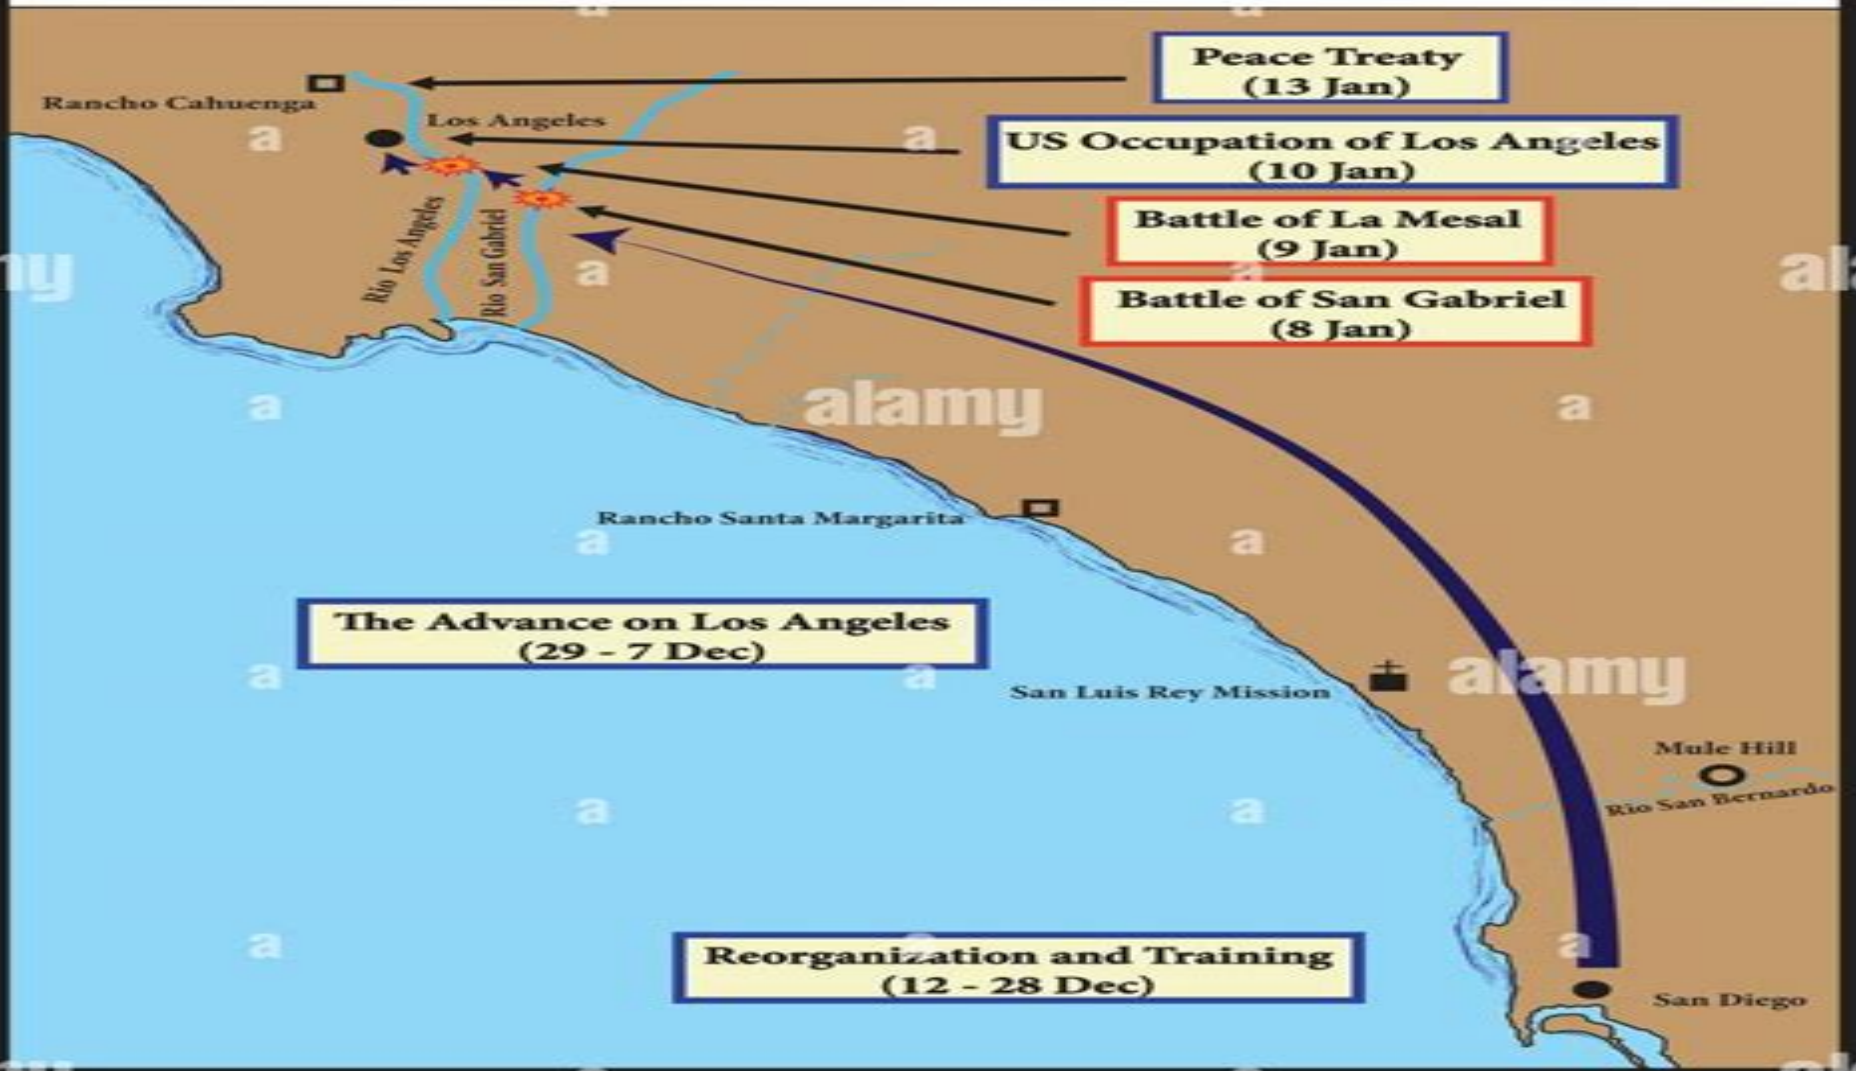 Peace Treaty
(13 Jan)
Rancho Cahuenga
Los Angeles
US Occupation of Los Angeles
(10 Jan)
Battle of La Mesal
(9 Jan)
Rio Los Angeles
Rio San Gabriel
Battle of San Gabriel
(8 Jan)
alamy
Rancho Santa Margarita
The Advance on Los Angeles
(29 - 7 Dec)
San Luis Rey Mission
alamy
Mule Hill
Rio San Bernardo
Reorganization and Training
(12 - 28 Dec)
San Diego